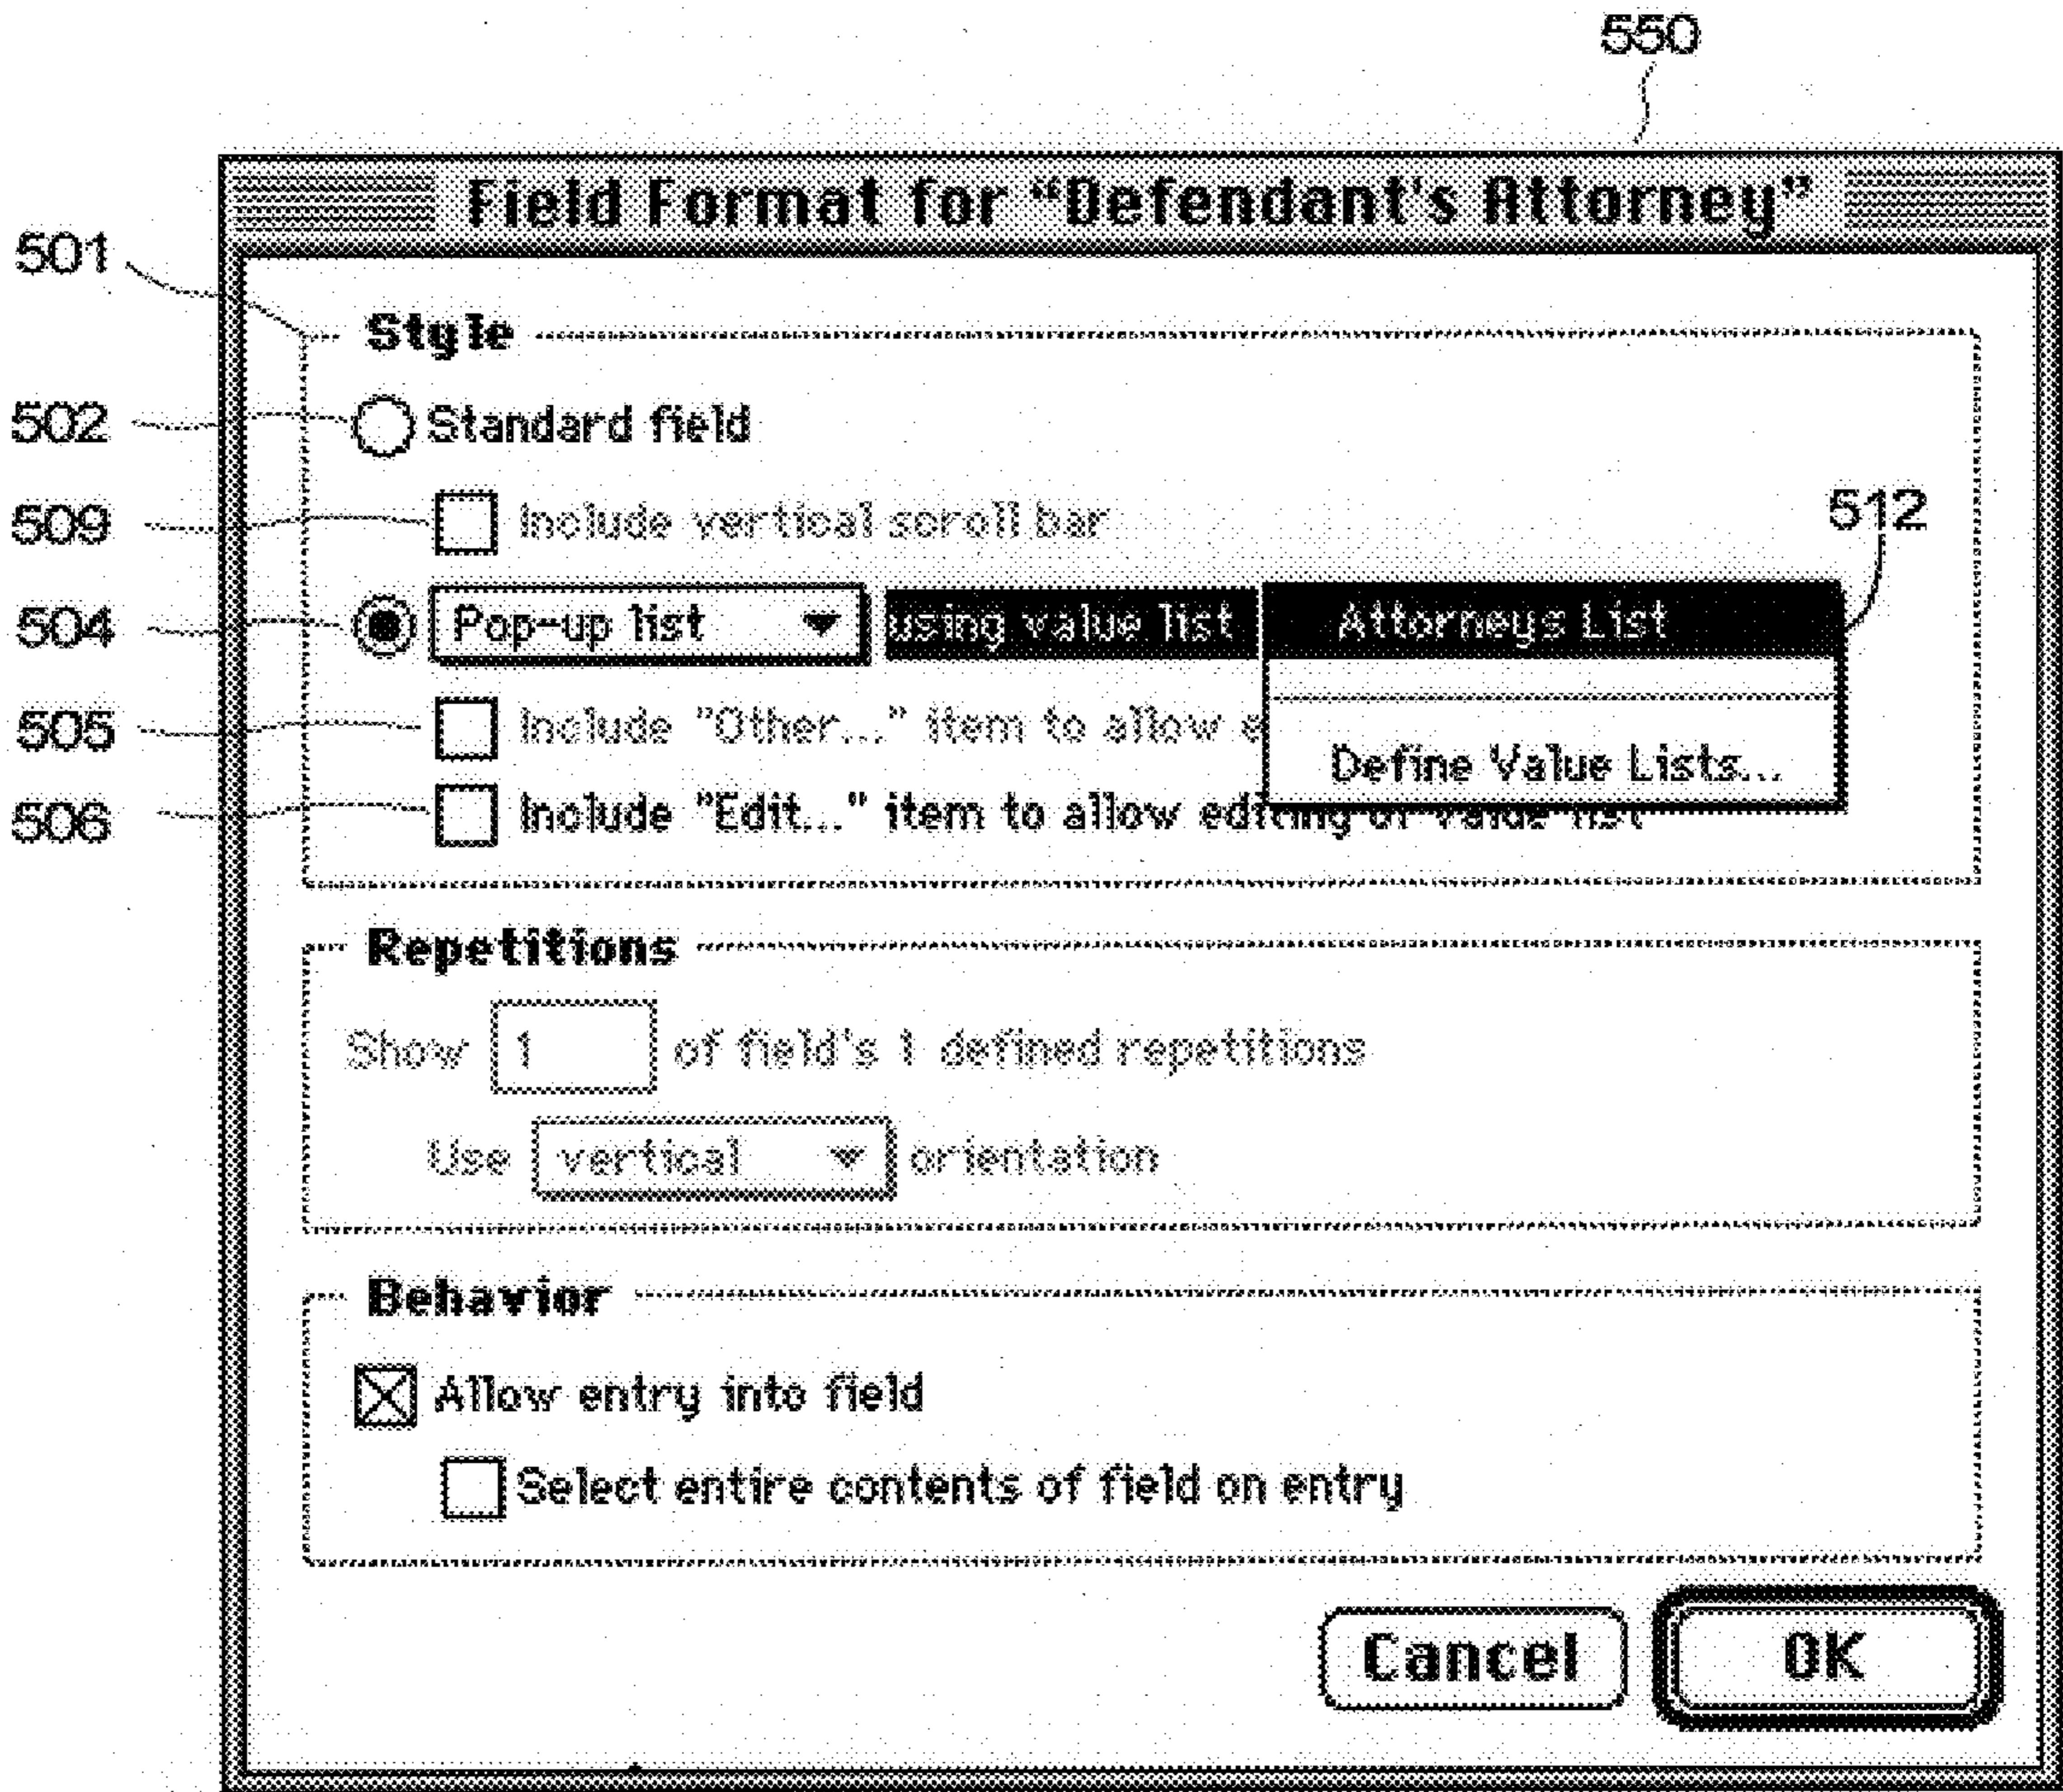 550
Field Format for “Defendant's Attorney”
501
Style
502 Standard field
509 Include vertical scroll bar
512
504 Pop-up list using value list Attorneys List
505 Include "Other..." item to allow e
Define Value Lists...
506 Include "Edit..." item to allow editing of value list
Repetitions
Show 1 of field's 1 defined repetitions
Use vertical orientation
Behavior
Allow entry into field
Select entire contents of field on entry
Cancel OK